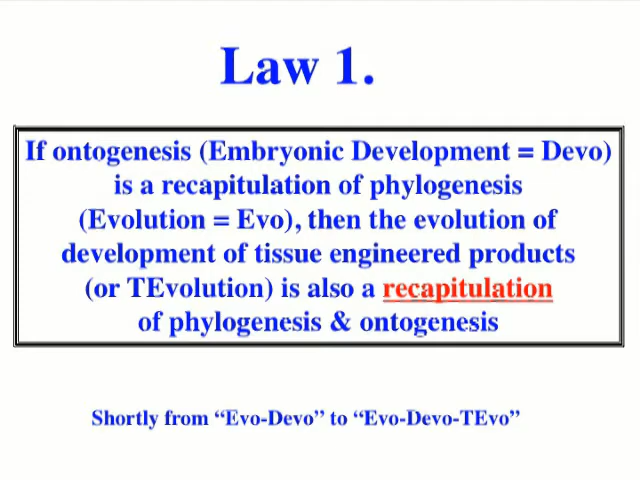 Law 1.
If ontogenesis (Embryonic Development = Devo)
is a recapitulation of phylogenesis
(Evolution = Evo), then the evolution of
development of tissue engineered products
(or TEvolution) is also a recapitulation
of phylogenesis & ontogenesis
Shortly from “Evo-Devo” to “Evo-Devo-TEvo”